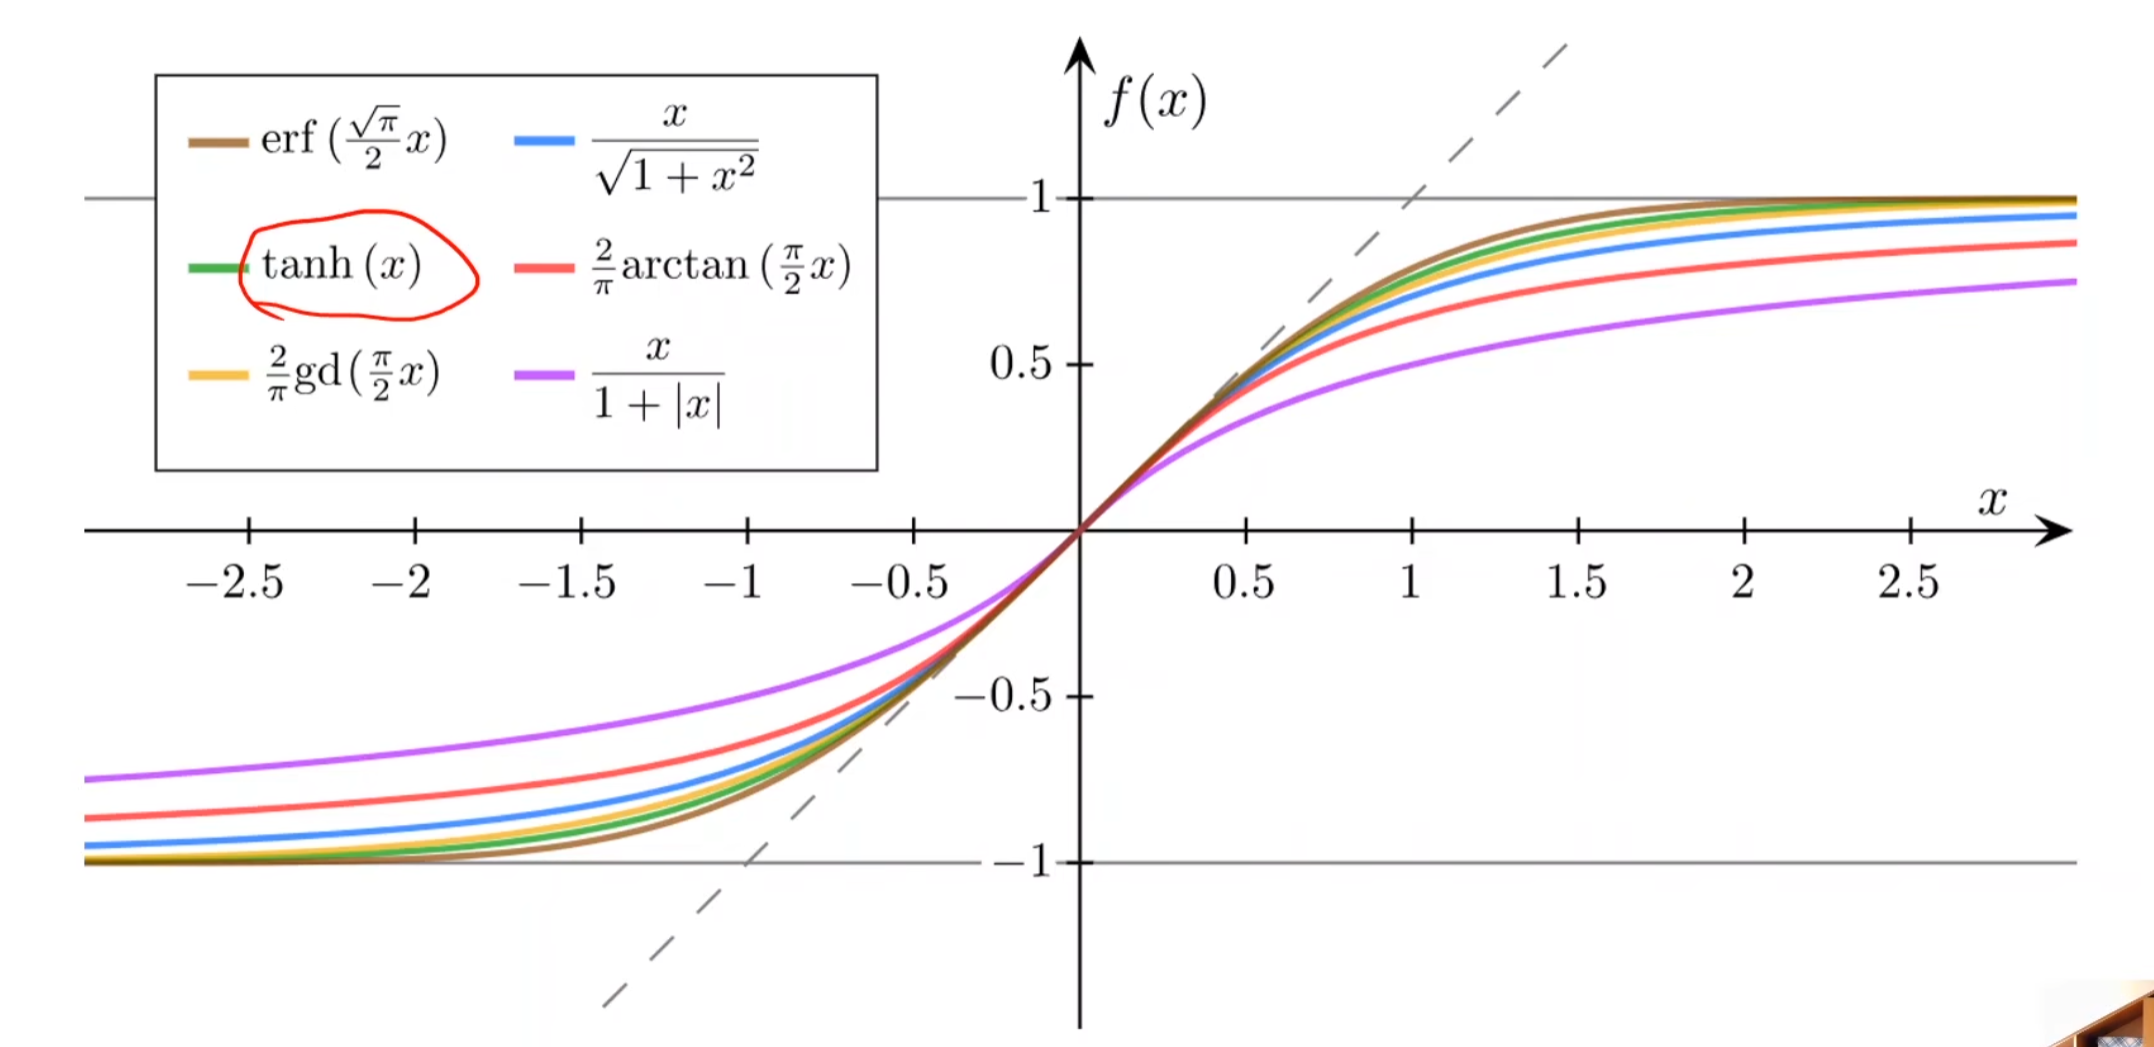 f(x)
erf (√π/2 x)
x/√(1 + x²)
tanh (x)
2/π arctan (π/2 x)
2/π gd(π/2 x)
x/(1 + |x|)
1
0.5
x
−2.5 −2 −1.5 −1 −0.5 0.5 1 1.5 2 2.5
−0.5
−1